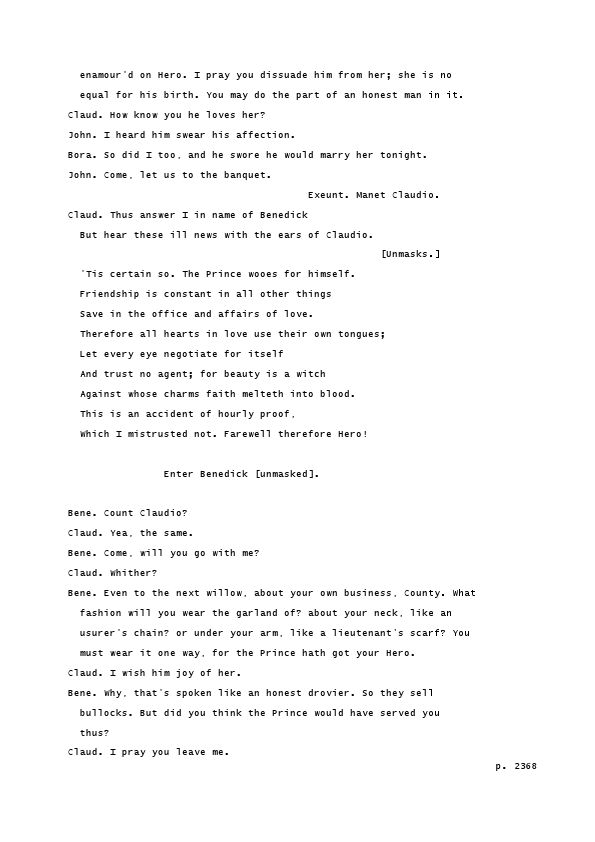 enamour'd on Hero. I pray you dissuade him from her; she is no
equal for his birth. You may do the part of an honest man in it.
Claud. How know you he loves her?
John. I heard him swear his affection.
Bora. So did I too, and he swore he would marry her tonight.
John. Come, let us to the banquet.
Exeunt. Manet Claudio.
Claud. Thus answer I in name of Benedick
But hear these ill news with the ears of Claudio.
[Unmasks.]
'Tis certain so. The Prince wooes for himself.
Friendship is constant in all other things
Save in the office and affairs of love.
Therefore all hearts in love use their own tongues;
Let every eye negotiate for itself
And trust no agent; for beauty is a witch
Against whose charms faith melteth into blood.
This is an accident of hourly proof,
Which I mistrusted not. Farewell therefore Hero!
Enter Benedick [unmasked].
Bene. Count Claudio?
Claud. Yea, the same.
Bene. Come, will you go with me?
Claud. Whither?
Bene. Even to the next willow, about your own business, County. What
fashion will you wear the garland of? about your neck, like an
usurer's chain? or under your arm, like a lieutenant's scarf? You
must wear it one way, for the Prince hath got your Hero.
Claud. I wish him joy of her.
Bene. Why, that's spoken like an honest drovier. So they sell
bullocks. But did you think the Prince would have served you
thus?
Claud. I pray you leave me.
p. 2368